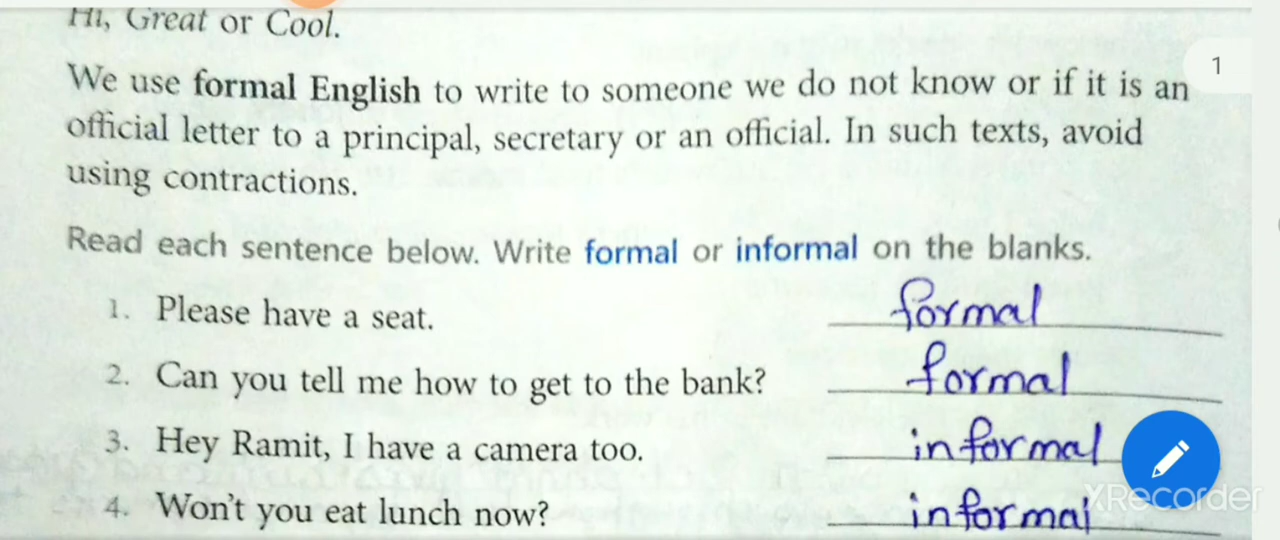 Hi, Great or Cool.
1
We use formal English to write to someone we do not know or if it is an
official letter to a principal, secretary or an official. In such texts, avoid
using contractions.
Read each sentence below. Write formal or informal on the blanks.
1. Please have a seat. formal
2. Can you tell me how to get to the bank? formal
3. Hey Ramit, I have a camera too. informal
4. Won't you eat lunch now? informal
XRecorder